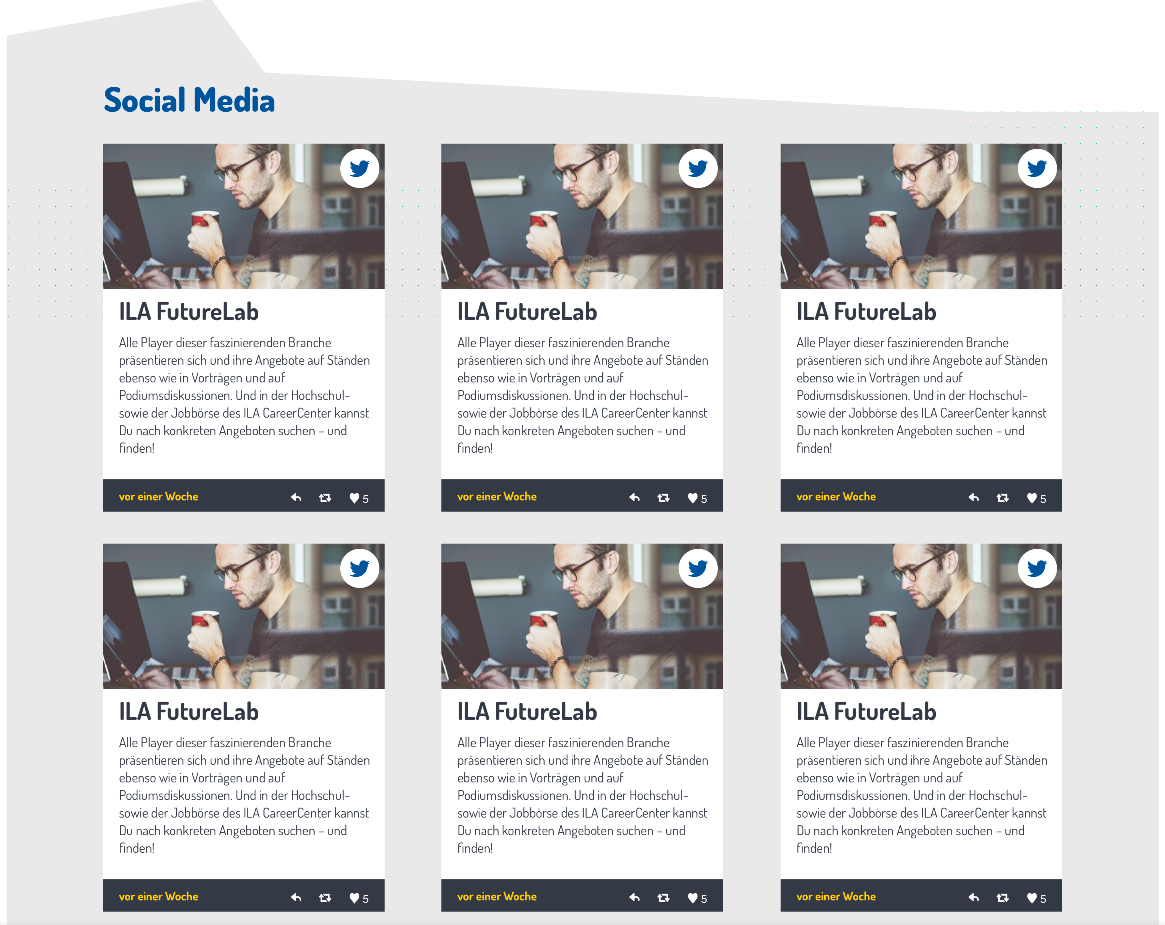 Social Media
ILA FutureLab
Alle Player dieser faszinierenden Branche
präsentieren sich und ihre Angebote auf Ständen
ebenso wie in Vorträgen und auf
Podiumsdiskussionen. Und in der Hochschul-
sowie der Jobbörse des ILA CareerCenter kannst
Du nach konkreten Angeboten suchen – und
finden!
vor einer Woche 5
ILA FutureLab
Alle Player dieser faszinierenden Branche
präsentieren sich und ihre Angebote auf Ständen
ebenso wie in Vorträgen und auf
Podiumsdiskussionen. Und in der Hochschul-
sowie der Jobbörse des ILA CareerCenter kannst
Du nach konkreten Angeboten suchen – und
finden!
vor einer Woche 5
ILA FutureLab
Alle Player dieser faszinierenden Branche
präsentieren sich und ihre Angebote auf Ständen
ebenso wie in Vorträgen und auf
Podiumsdiskussionen. Und in der Hochschul-
sowie der Jobbörse des ILA CareerCenter kannst
Du nach konkreten Angeboten suchen – und
finden!
vor einer Woche 5
ILA FutureLab
Alle Player dieser faszinierenden Branche
präsentieren sich und ihre Angebote auf Ständen
ebenso wie in Vorträgen und auf
Podiumsdiskussionen. Und in der Hochschul-
sowie der Jobbörse des ILA CareerCenter kannst
Du nach konkreten Angeboten suchen – und
finden!
vor einer Woche 5
ILA FutureLab
Alle Player dieser faszinierenden Branche
präsentieren sich und ihre Angebote auf Ständen
ebenso wie in Vorträgen und auf
Podiumsdiskussionen. Und in der Hochschul-
sowie der Jobbörse des ILA CareerCenter kannst
Du nach konkreten Angeboten suchen – und
finden!
vor einer Woche 5
ILA FutureLab
Alle Player dieser faszinierenden Branche
präsentieren sich und ihre Angebote auf Ständen
ebenso wie in Vorträgen und auf
Podiumsdiskussionen. Und in der Hochschul-
sowie der Jobbörse des ILA CareerCenter kannst
Du nach konkreten Angeboten suchen – und
finden!
vor einer Woche 5